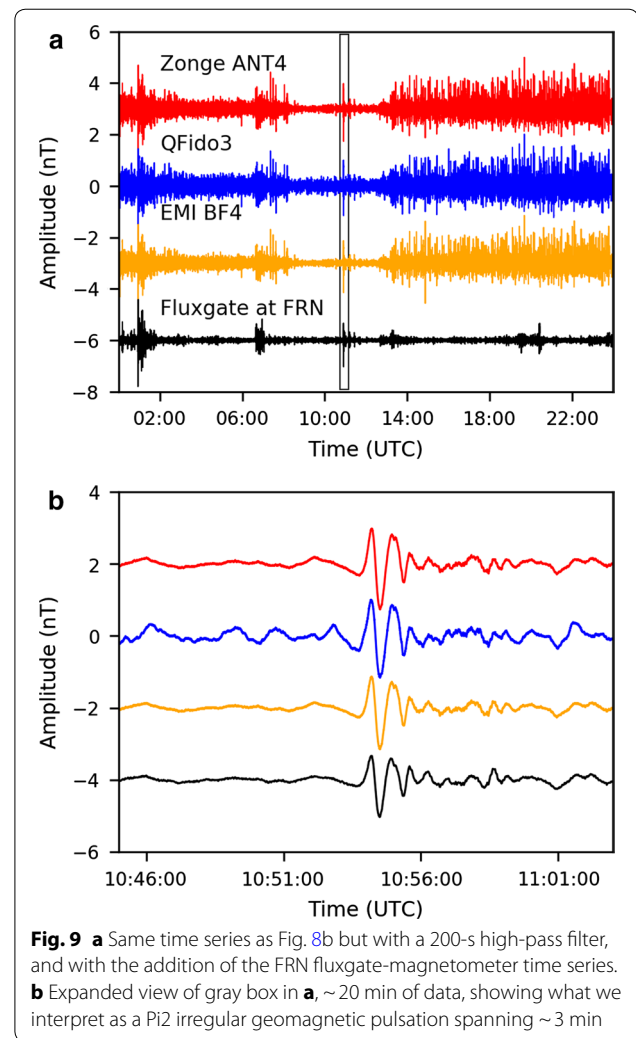 a
6
4
2
0
−2
−4
−6
−8
Amplitude (nT)
Zonge ANT4
QFido3
EMI BF4
Fluxgate at FRN
02:00 06:00 10:00 14:00 18:00 22:00
Time (UTC)
b
4
2
0
−2
−4
−6
Amplitude (nT)
10:46:00 10:51:00 10:56:00 11:01:00
Time (UTC)
Fig. 9 a Same time series as Fig. 8b but with a 200-s high-pass filter,
and with the addition of the FRN fluxgate-magnetometer time series.
b Expanded view of gray box in a, ~ 20 min of data, showing what we
interpret as a Pi2 irregular geomagnetic pulsation spanning ~ 3 min